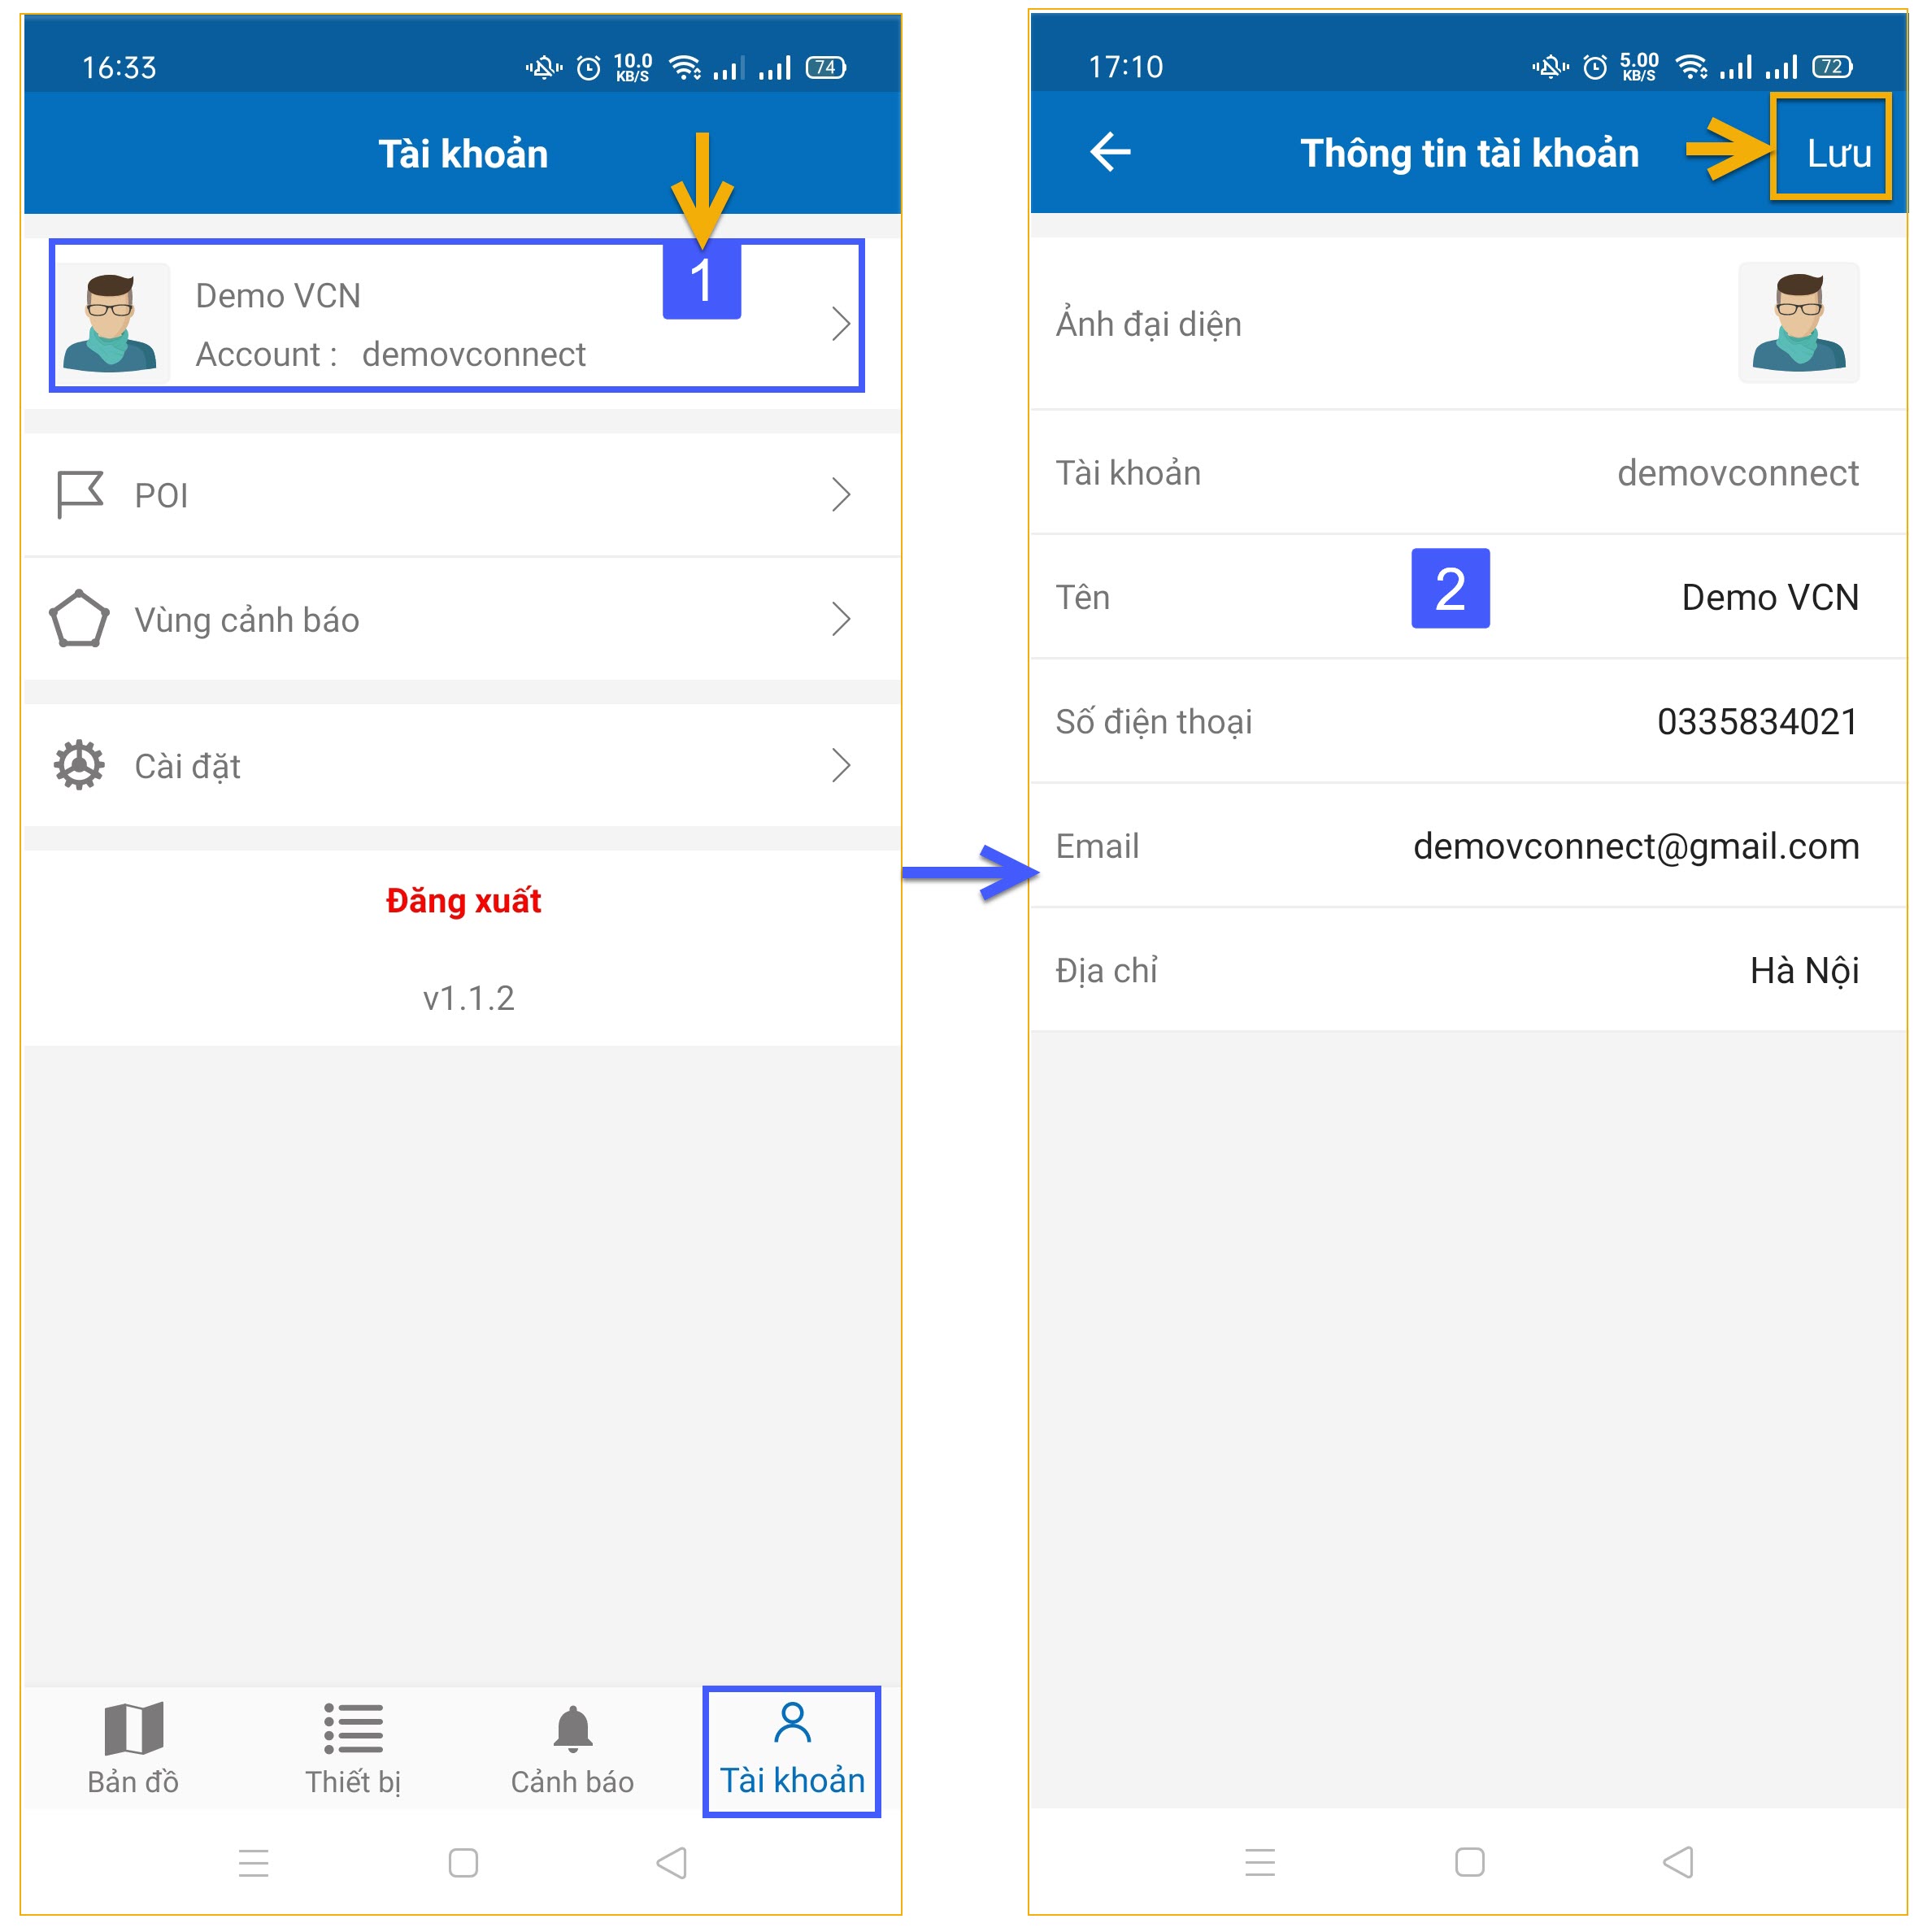 16:33
10.0
KB/S
74
Tài khoản
1
Demo VCN
Account : demovconnect
POI
Vùng cảnh báo
Cài đặt
Đăng xuất
v1.1.2
Bản đồ
Thiết bị
Cảnh báo
Tài khoản
17:10
5.00
KB/S
72
Thông tin tài khoản
Lưu
Ảnh đại diện
Tài khoản demovconnect
2
Tên Demo VCN
Số điện thoại 0335834021
Email demovconnect@gmail.com
Địa chỉ Hà Nội